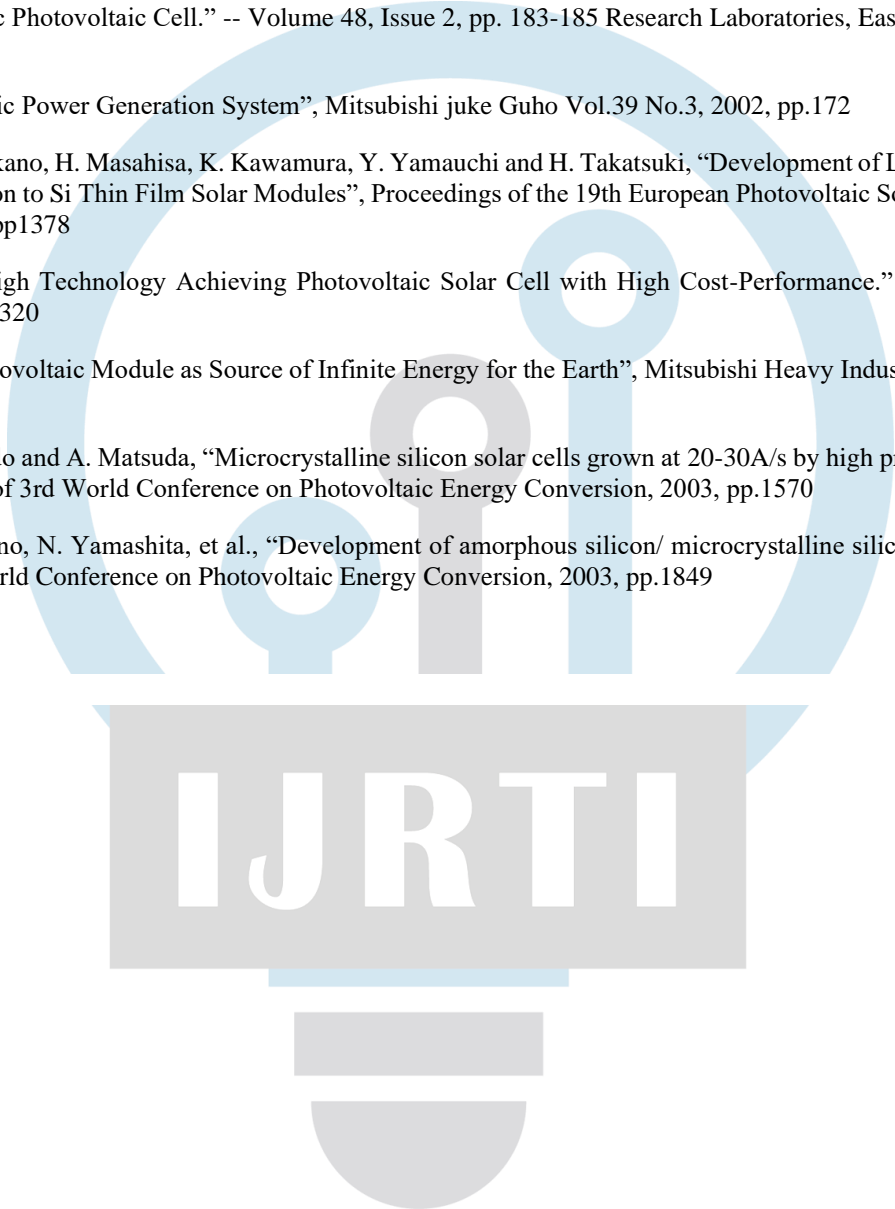 c Photovoltaic Cell.” -- Volume 48, Issue 2, pp. 183-185 Research Laboratories, Eas
ic Power Generation System”, Mitsubishi juke Guho Vol.39 No.3, 2002, pp.172
kano, H. Masahisa, K. Kawamura, Y. Yamauchi and H. Takatsuki, “Development of L
on to Si Thin Film Solar Modules”, Proceedings of the 19th European Photovoltaic So
pp1378
igh Technology Achieving Photovoltaic Solar Cell with High Cost-Performance.”
320
ovoltaic Module as Source of Infinite Energy for the Earth”, Mitsubishi Heavy Indus
do and A. Matsuda, “Microcrystalline silicon solar cells grown at 20-30A/s by high p
of 3rd World Conference on Photovoltaic Energy Conversion, 2003, pp.1570
no, N. Yamashita, et al., “Development of amorphous silicon/ microcrystalline silic
rld Conference on Photovoltaic Energy Conversion, 2003, pp.1849
IJRTI